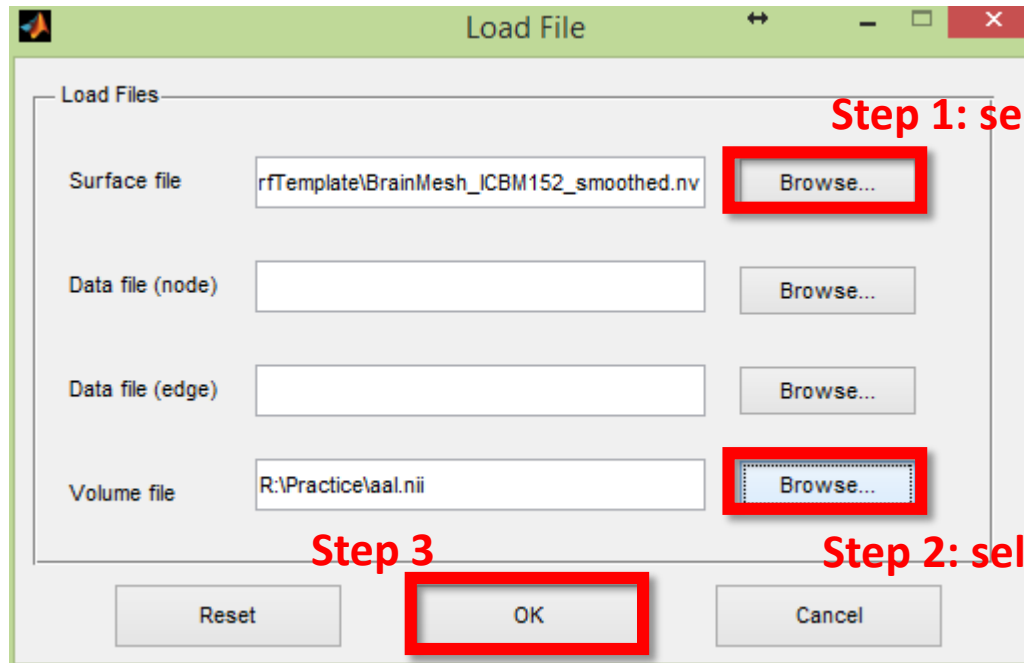 Load File
Load Files
Step 1: se
Surface file rfTemplate\BrainMesh_ICBM152_smoothed.nv Browse...
Data file (node) Browse...
Data file (edge) Browse...
Volume file R:\Practice\aal.nii Browse...
Step 3 Step 2: sel
Reset OK Cancel